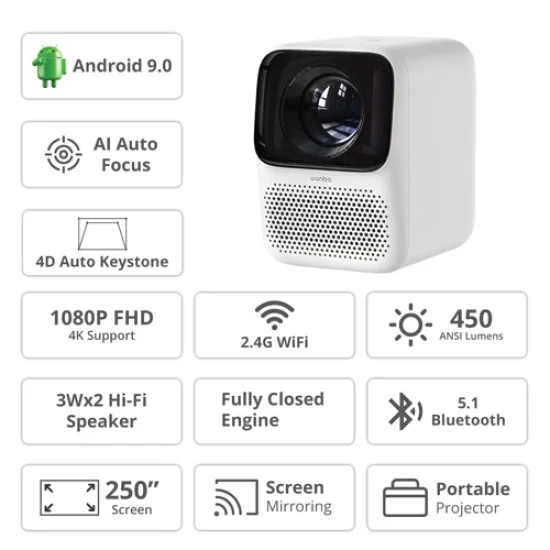 Android 9.0
wanbo
AI Auto
Focus
4D Auto Keystone
1080P FHD
4K Support
2.4G WiFi
450
ANSI Lumens
3Wx2 Hi-Fi
Speaker
Fully Closed
Engine
5.1
Bluetooth
250”
Screen
Screen
Mirroring
Portable
Projector